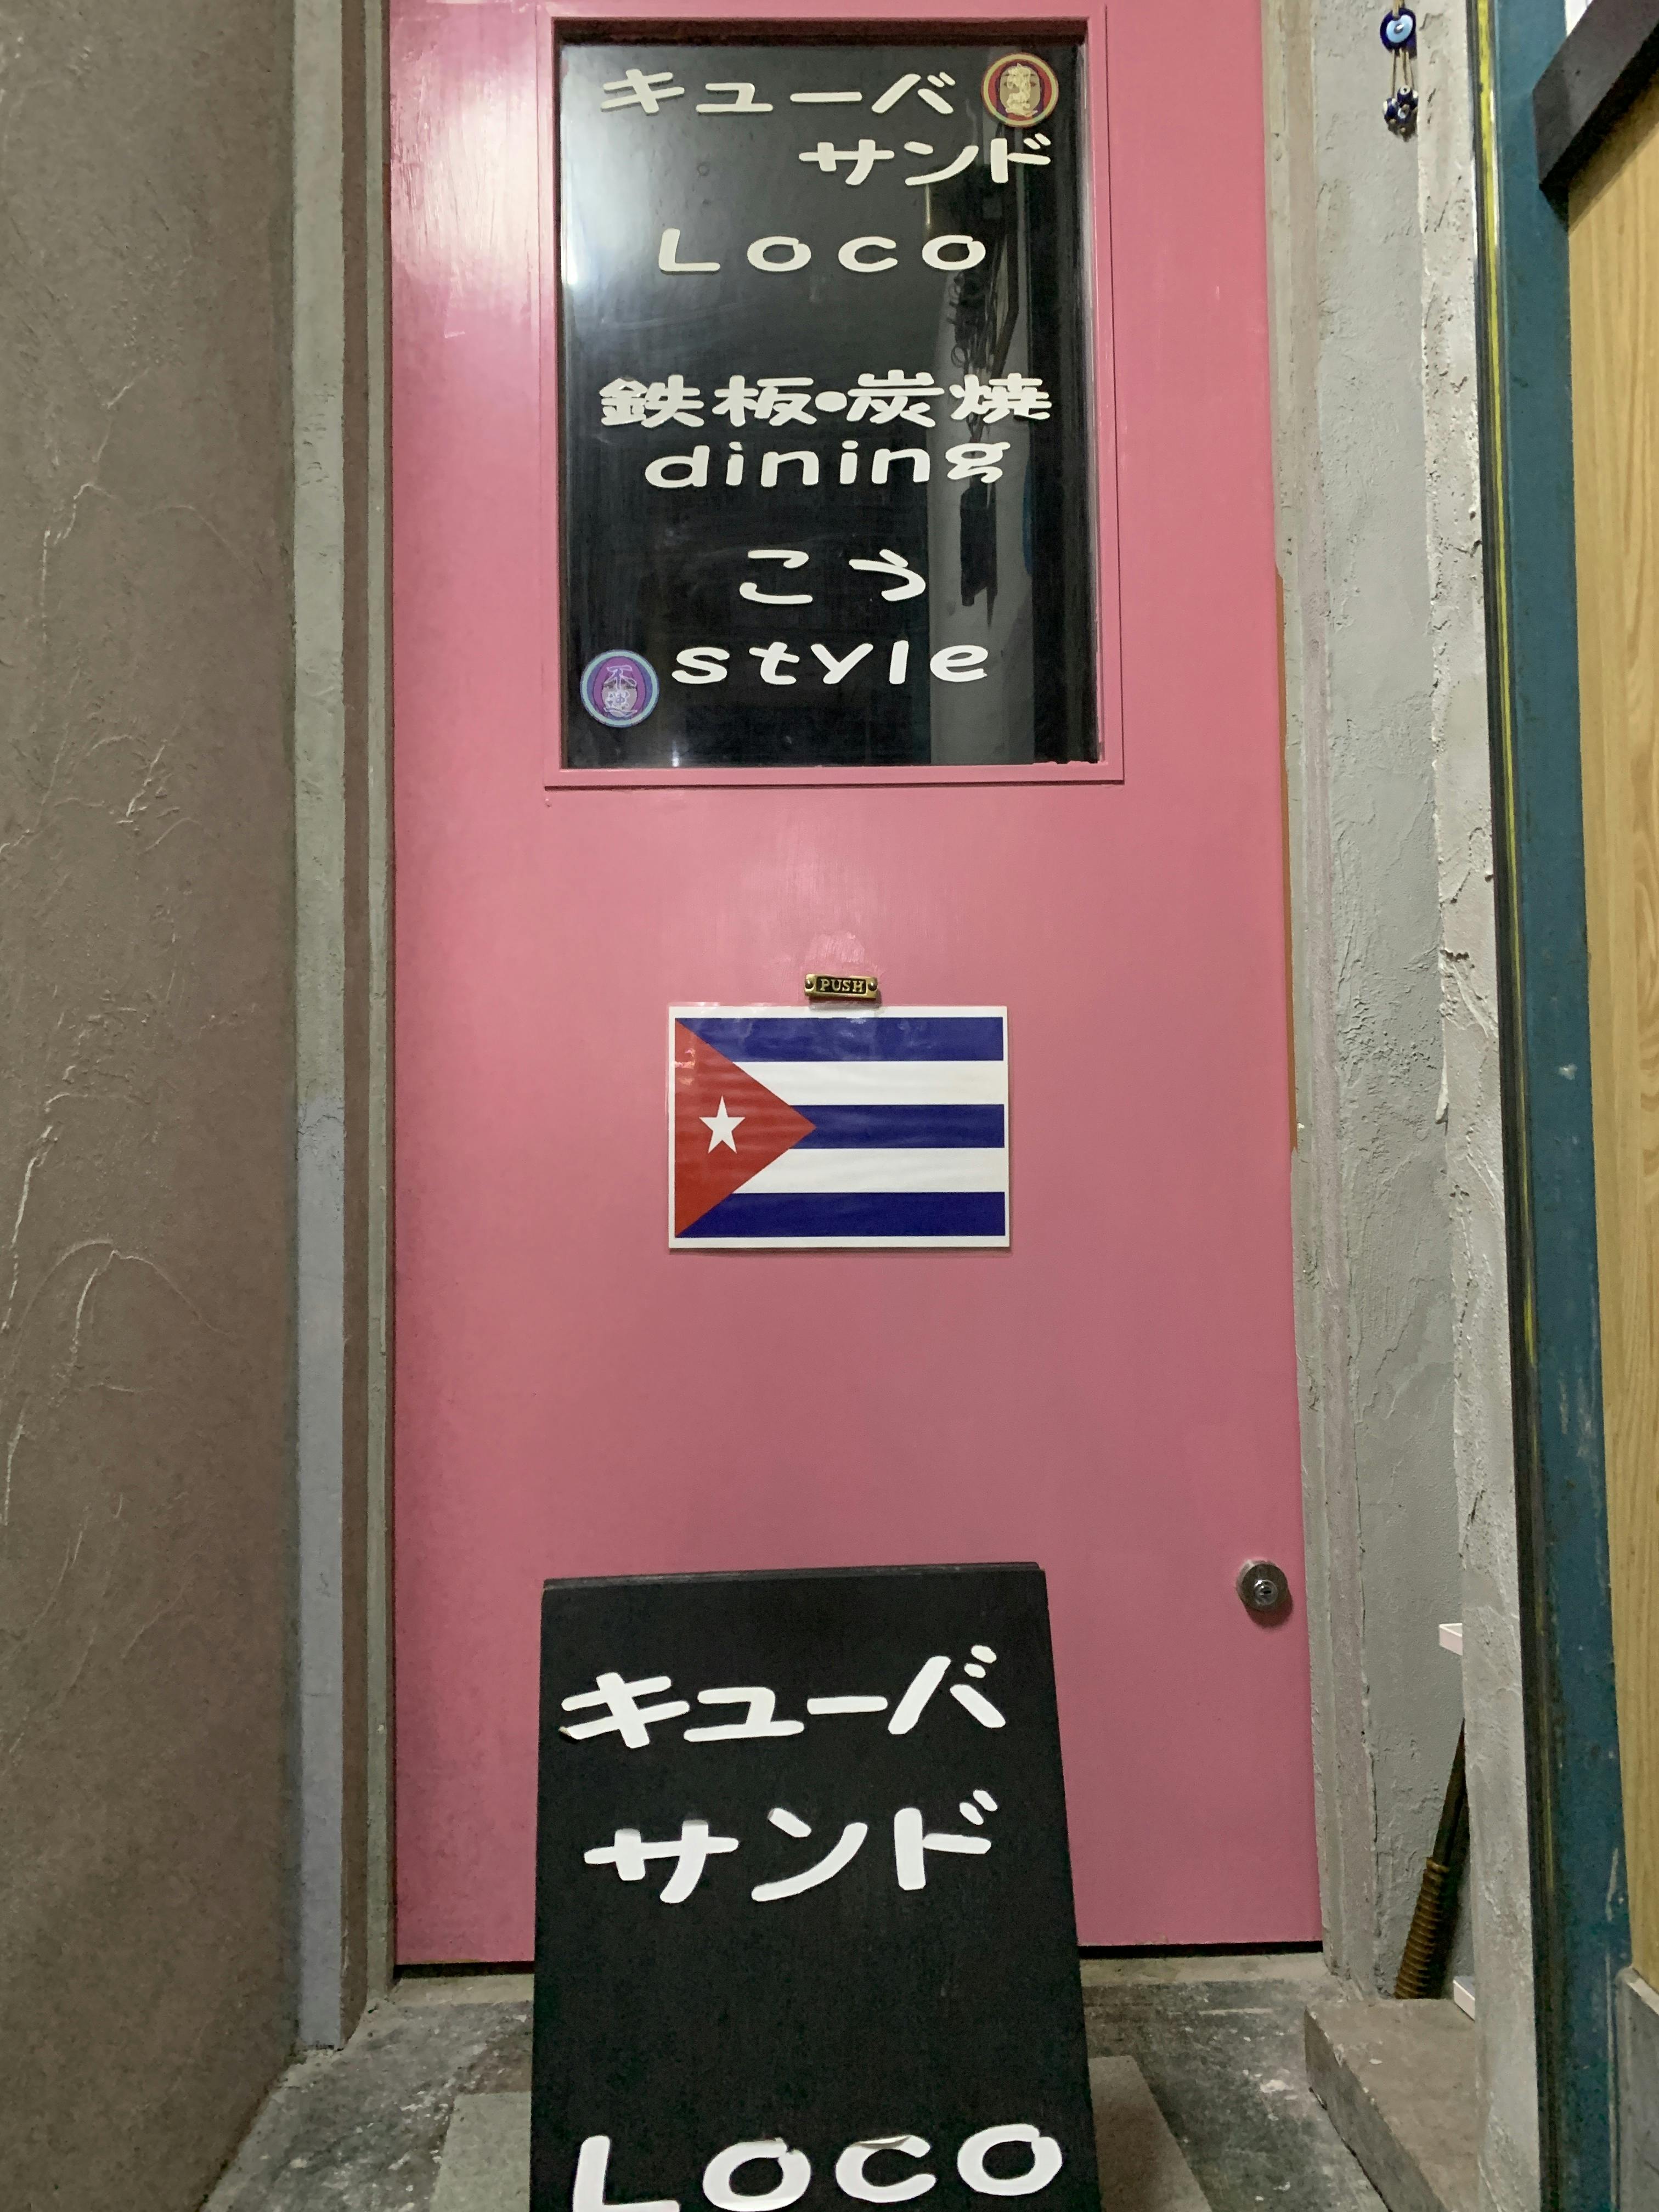 キューバ
サンド
LOCO
鉄板・炭焼
dining
こう
style
PUSH
キューバ
サンド
LOCO